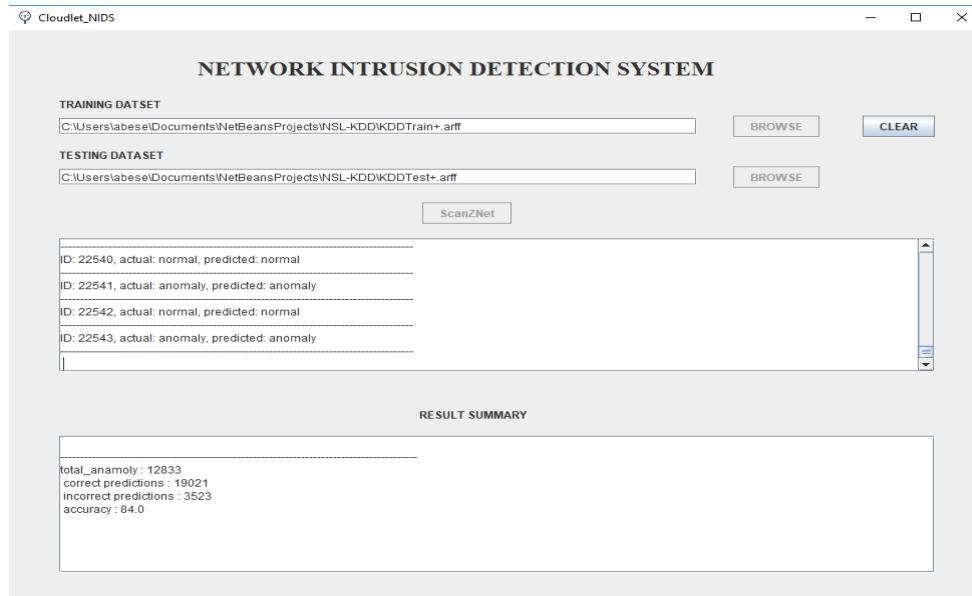 Cloudlet_NIDS
NETWORK INTRUSION DETECTION SYSTEM
TRAINING DATSET
C:\Users\abese\Documents\NetBeansProjects\NSL-KDD\KDDTrain+.arff
BROWSE
CLEAR
TESTING DATASET
C:\Users\abese\Documents\NetBeansProjects\NSL-KDD\KDDTest+.arff
BROWSE
ScanZNet
ID: 22540, actual: normal, predicted: normal
ID: 22541, actual: anomaly, predicted: anomaly
ID: 22542, actual: normal, predicted: normal
ID: 22543, actual: anomaly, predicted: anomaly
RESULT SUMMARY
total_anamoly : 12833
correct predictions : 19021
incorrect predictions : 3523
accuracy : 84.0